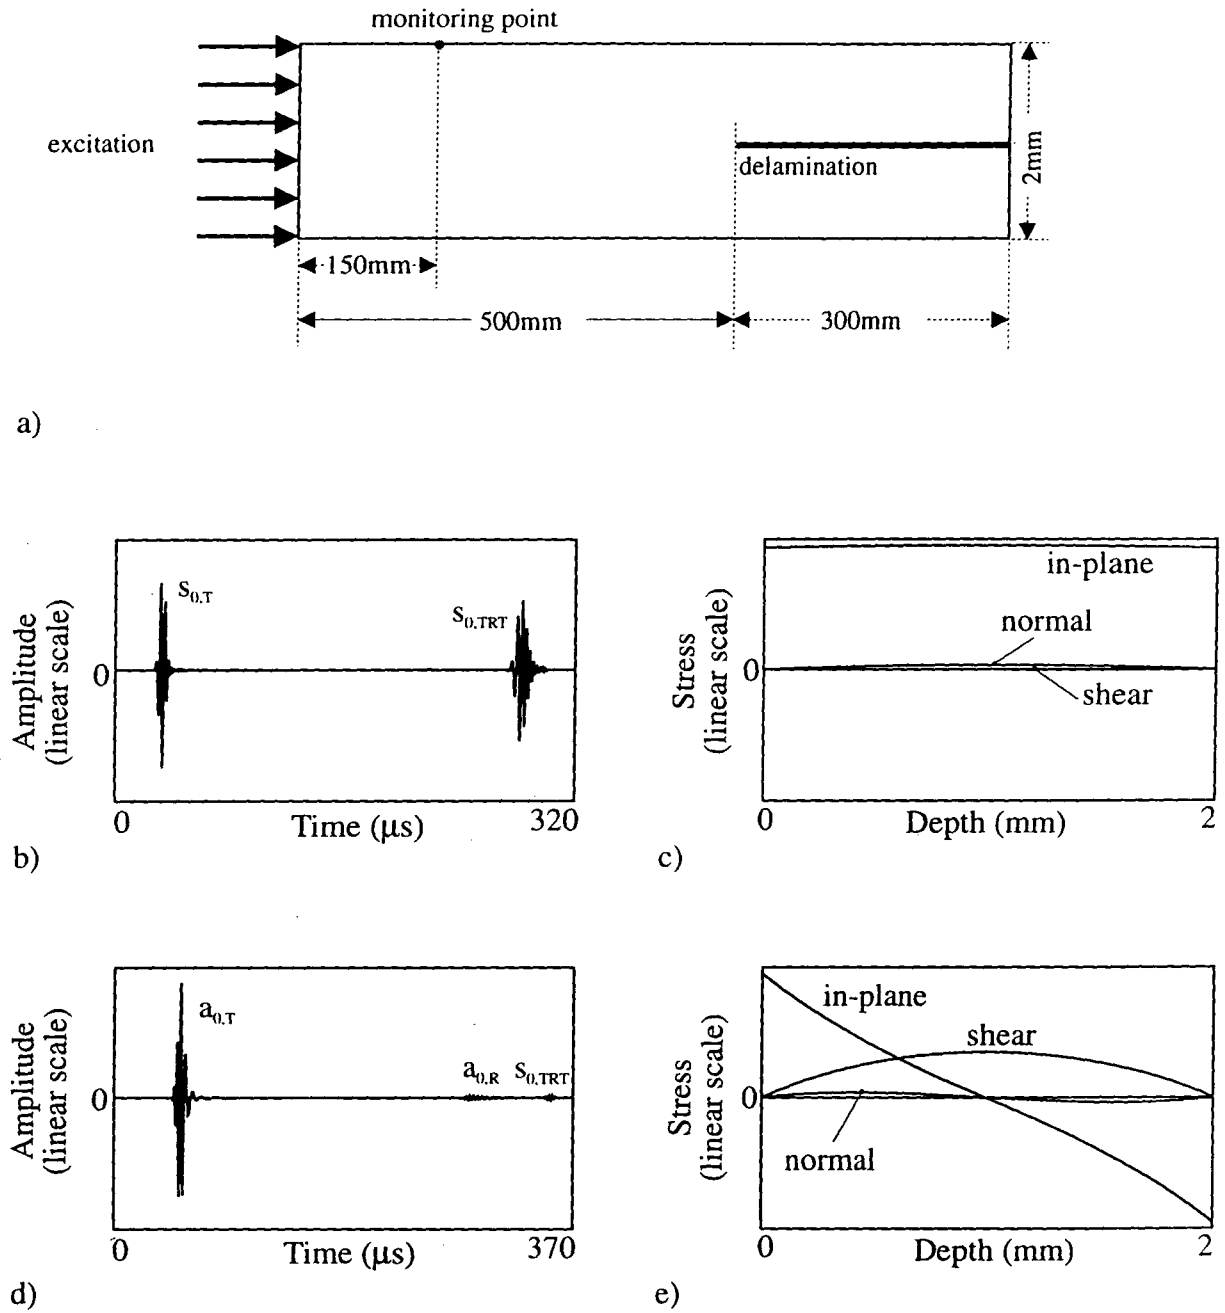 monitoring point
excitation
delamination
2mm
150mm
500mm
300mm
a)
Amplitude
(linear scale)
0
s0,T
s0,TRT
0
Time (μs)
320
b)
Stress
(linear scale)
0
in-plane
normal
shear
0
Depth (mm)
2
c)
Amplitude
(linear scale)
0
a0,T
a0,R
s0,TRT
0
Time (μs)
370
d)
Stress
(linear scale)
0
in-plane
shear
normal
0
Depth (mm)
2
e)